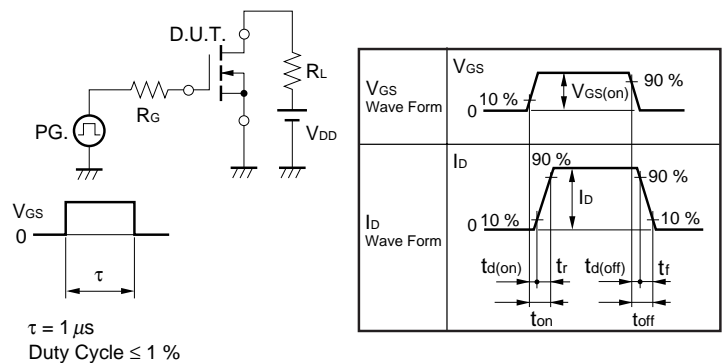 D.U.T.
RL
RG
PG.
VDD
VGS
0
τ
τ = 1 μs
Duty Cycle ≤ 1 %
VGS
Wave Form
VGS
10 %
0
VGS(on)
90 %
ID
Wave Form
ID
90 %
90 %
ID
0 10 %
10 %
td(on) tr td(off) tf
ton toff